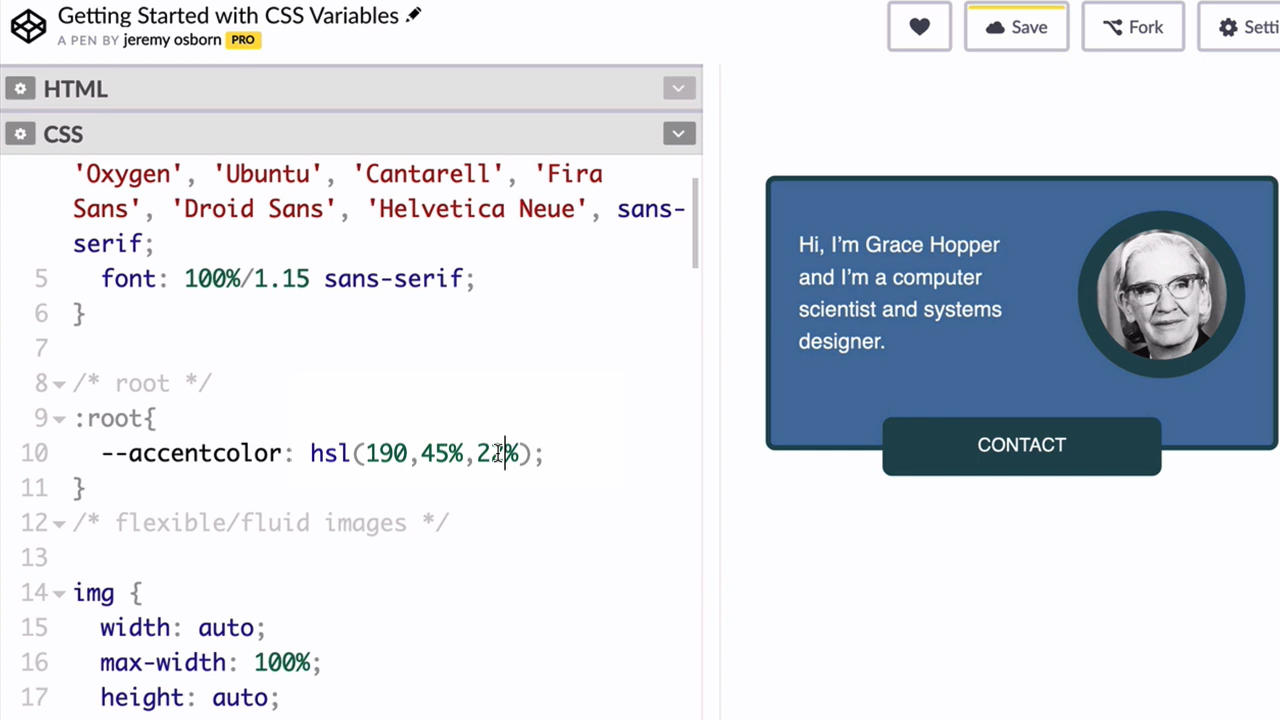 Getting Started with CSS Variables
A PEN BY jeremy osborn PRO
Save
Fork
Setti
HTML
CSS
'Oxygen', 'Ubuntu', 'Cantarell', 'Fira
Sans', 'Droid Sans', 'Helvetica Neue', sans-
serif;
5 font: 100%/1.15 sans-serif;
6 }
7
8 /* root */
9 :root{
10 --accentcolor: hsl(190,45%,22%);
11 }
12 /* flexible/fluid images */
13
14 img {
15 width: auto;
16 max-width: 100%;
17 height: auto;
Hi, I'm Grace Hopper
and I'm a computer
scientist and systems
designer.
CONTACT